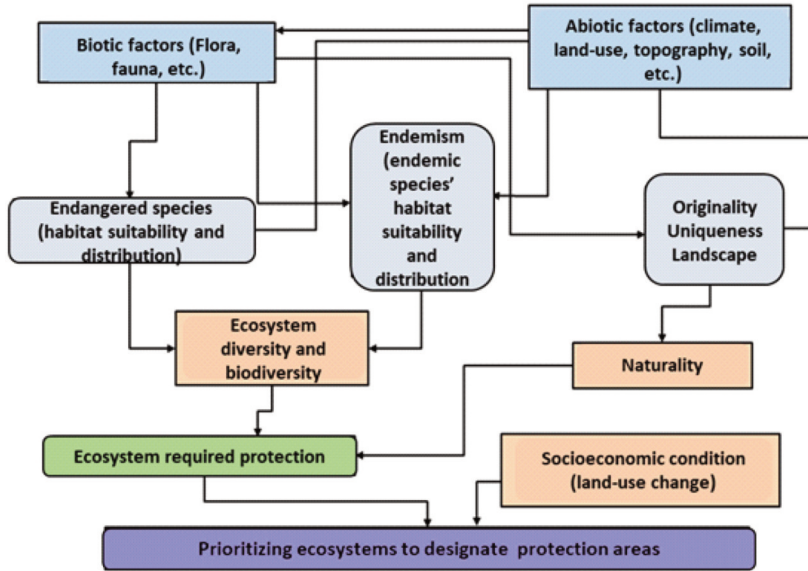 Biotic factors (Flora,
fauna, etc.)
Abiotic factors (climate,
land-use, topography, soil,
etc.)
Endemism
(endemic
species'
habitat
suitability
and
distribution
Endangered species
(habitat suitability and
distribution)
Originality
Uniqueness
Landscape
Ecosystem
diversity and
biodiversity
Naturality
Ecosystem required protection
Socioeconomic condition
(land-use change)
Prioritizing ecosystems to designate protection areas